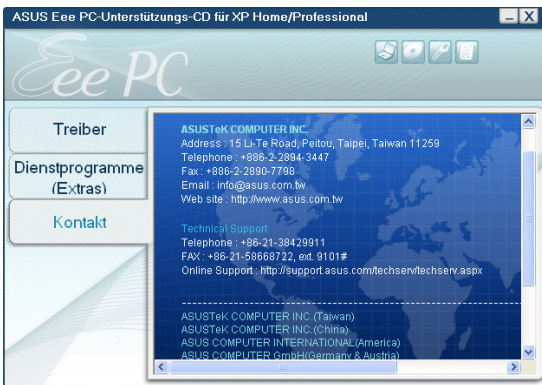 ASUS Eee PC-Unterstützungs-CD für XP Home/Professional
Eee PC
Treiber
Dienstprogramme
(Extras)
Kontakt
ASUSTeK COMPUTER INC.
Address : 15 Li-Te Road, Peitou, Taipei, Taiwan 11259
Telephone : +886-2-2894-3447
Fax : +886-2-2890-7798
Email : info@asus.com.tw
Web site : http://www.asus.com.tw
Technical Support:
Telephone : +86-21-38429911
FAX : +86-21-58668722, ext. 9101#
Online Support : http://support.asus.com/techserv/techserv.aspx
ASUSTeK COMPUTER INC.(Taiwan)
ASUSTeK COMPUTER INC.(China)
ASUS COMPUTER INTERNATIONAL(America)
ASUS COMPUTER GmbH(Germany & Austria)